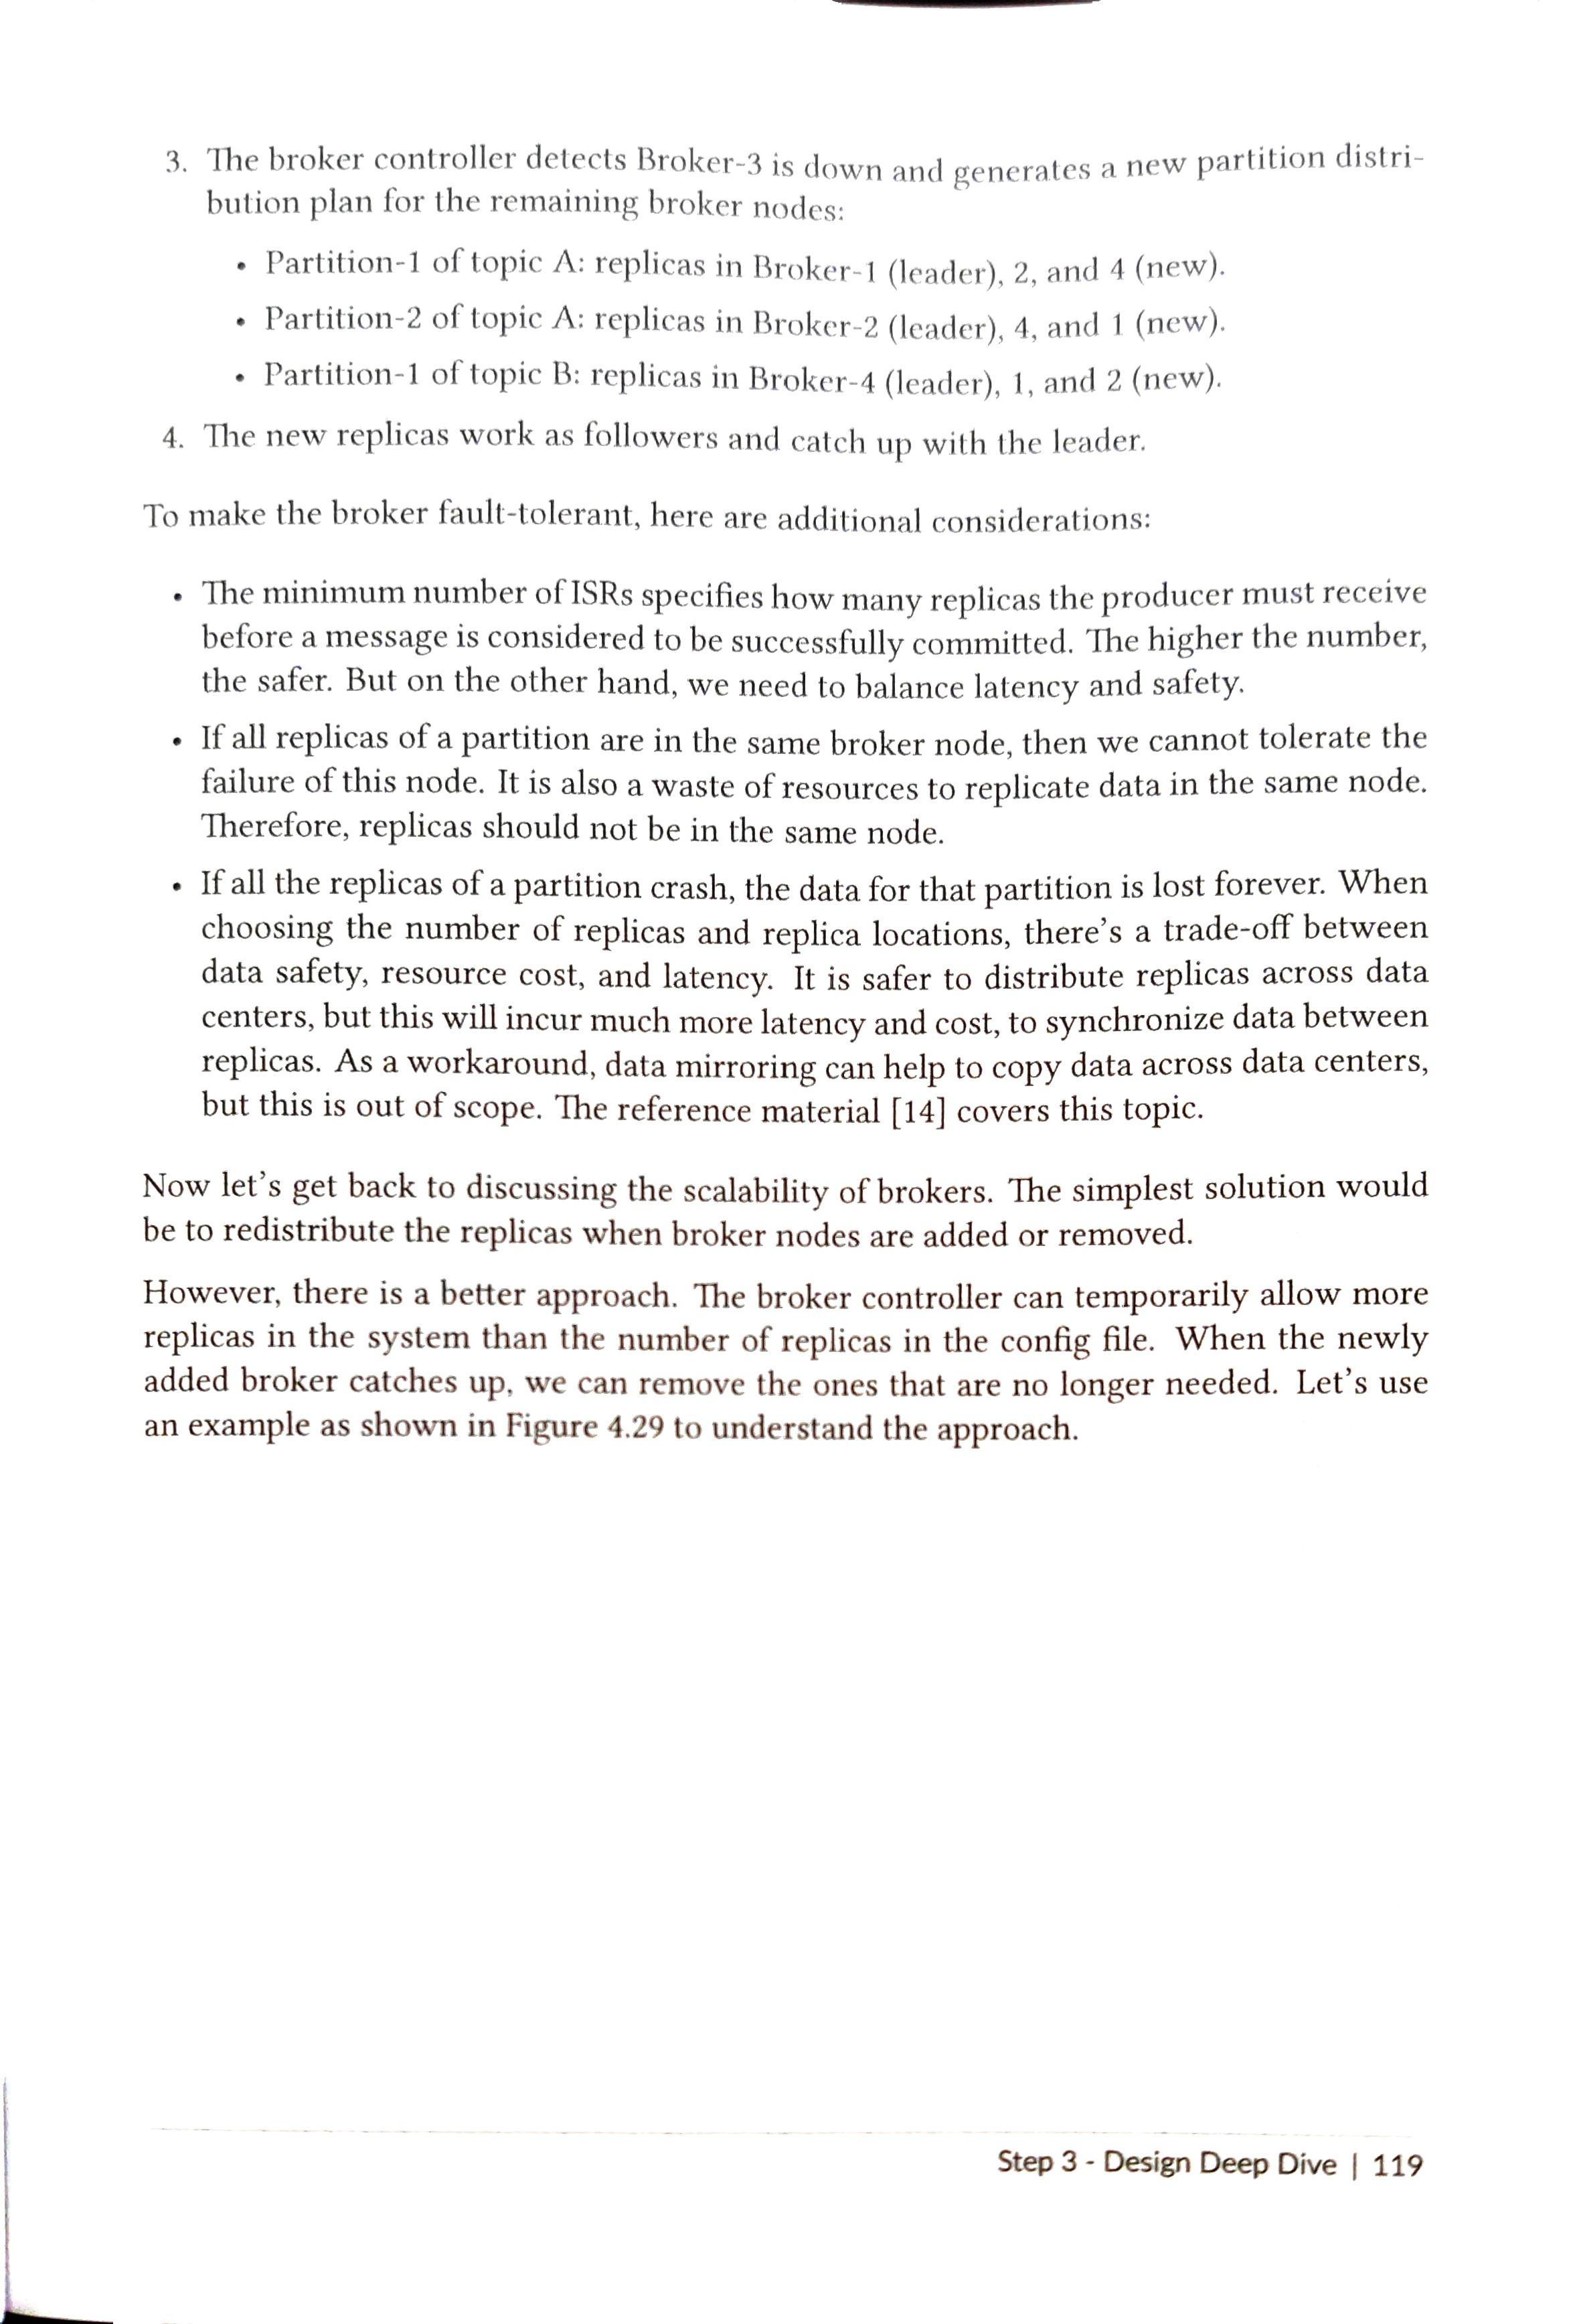 3. The broker controller detects Broker-3 is down and generates a new partition distri-
bution plan for the remaining broker nodes:
• Partition-1 of topic A: replicas in Broker-1 (leader), 2, and 4 (new).
• Partition-2 of topic A: replicas in Broker-2 (leader), 4, and 1 (new).
• Partition-1 of topic B: replicas in Broker-4 (leader), 1, and 2 (new).
4. The new replicas work as followers and catch up with the leader.
To make the broker fault-tolerant, here are additional considerations:
• The minimum number of ISRs specifies how many replicas the producer must receive
before a message is considered to be successfully committed. The higher the number,
the safer. But on the other hand, we need to balance latency and safety.
• If all replicas of a partition are in the same broker node, then we cannot tolerate the
failure of this node. It is also a waste of resources to replicate data in the same node.
Therefore, replicas should not be in the same node.
• If all the replicas of a partition crash, the data for that partition is lost forever. When
choosing the number of replicas and replica locations, there's a trade-off between
data safety, resource cost, and latency. It is safer to distribute replicas across data
centers, but this will incur much more latency and cost, to synchronize data between
replicas. As a workaround, data mirroring can help to copy data across data centers,
but this is out of scope. The reference material [14] covers this topic.
Now let's get back to discussing the scalability of brokers. The simplest solution would
be to redistribute the replicas when broker nodes are added or removed.
However, there is a better approach. The broker controller can temporarily allow more
replicas in the system than the number of replicas in the config file. When the newly
added broker catches up, we can remove the ones that are no longer needed. Let's use
an example as shown in Figure 4.29 to understand the approach.
Step 3 - Design Deep Dive | 119